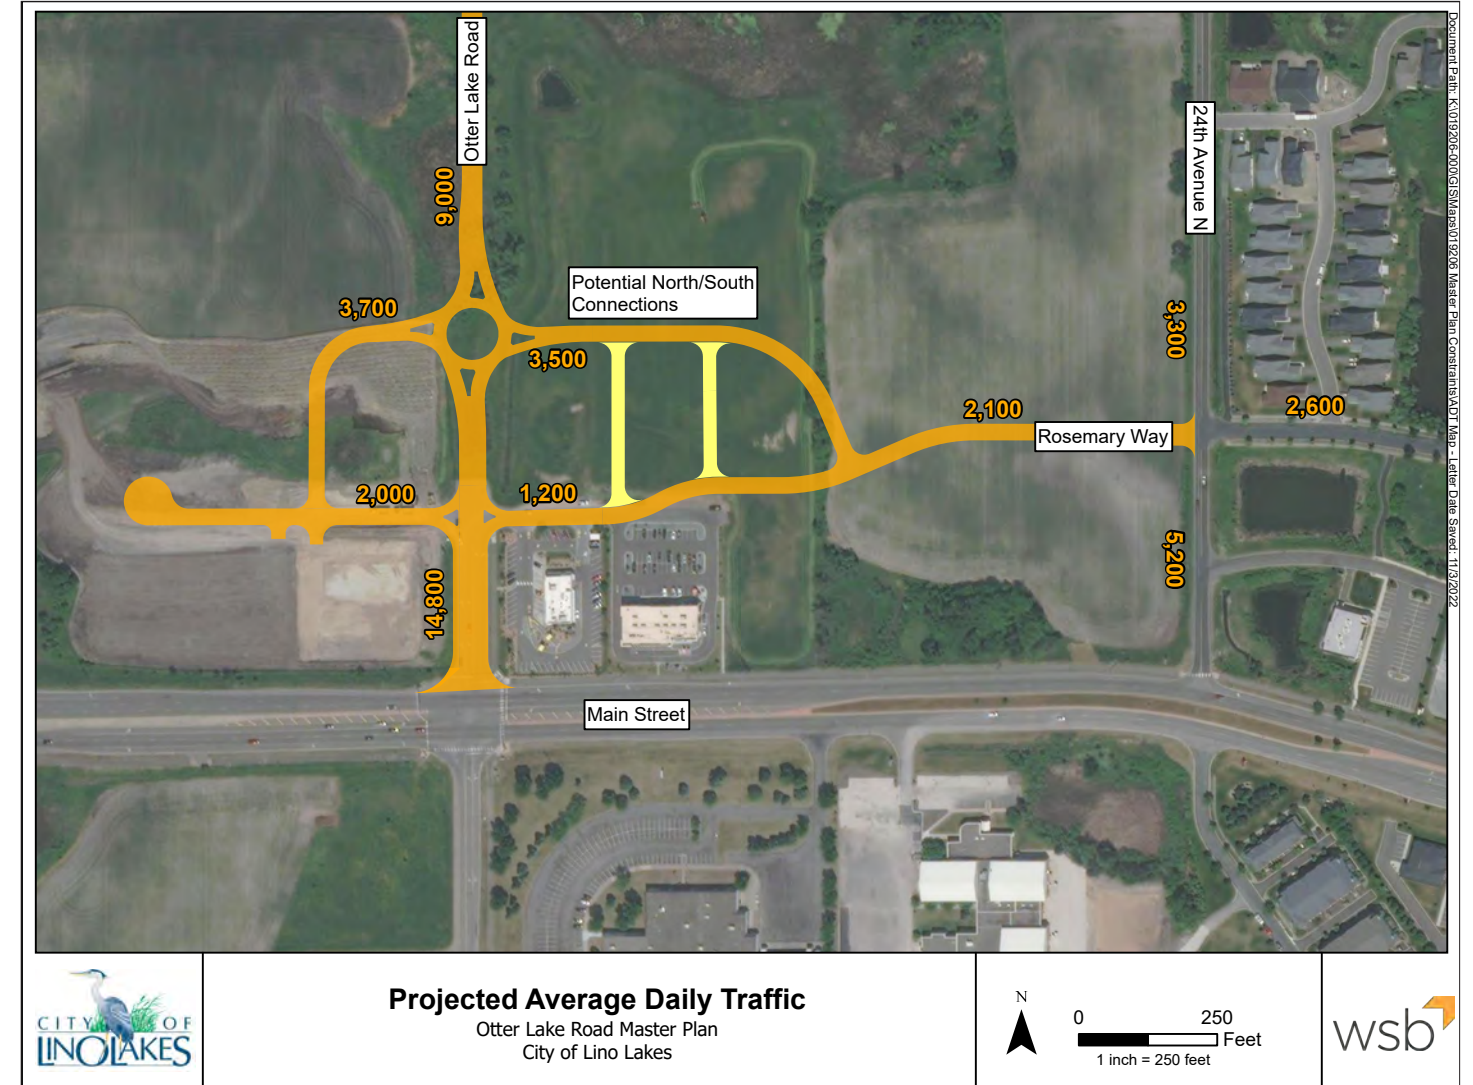 Otter Lake Road
9,000
24th Avenue N
Potential North/South
Connections
3,700
3,500
3,300
2,100
2,600
Rosemary Way
2,000
1,200
5,200
14,800
Main Street
Document Path: K:\019206-000\GIS\Maps\019206 Master Plan Constraints\ADT Map - Letter Date Saved: 11/3/2022
CITY OF
LINO LAKES
Projected Average Daily Traffic
Otter Lake Road Master Plan
City of Lino Lakes
N
0 250
Feet
1 inch = 250 feet
wsb